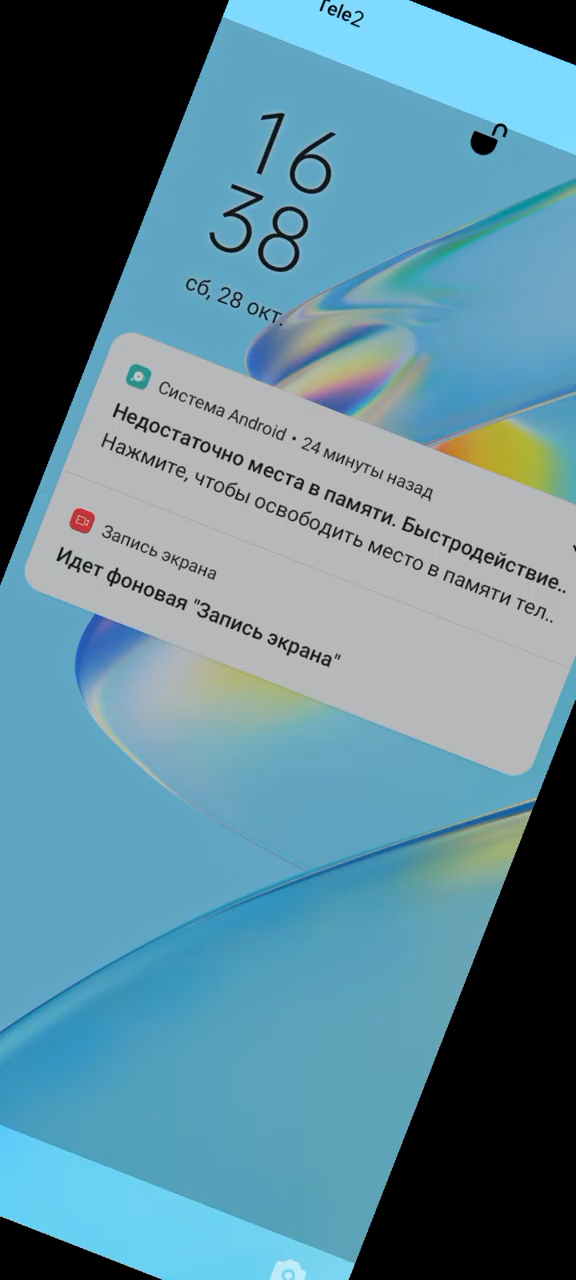 Tele2
16
38
сб, 28 окт.
Система Android • 24 минуты назад
Недостаточно места в памяти. Быстродействие..
Нажмите, чтобы освободить место в памяти тел..
Запись экрана
Идет фоновая "Запись экрана"